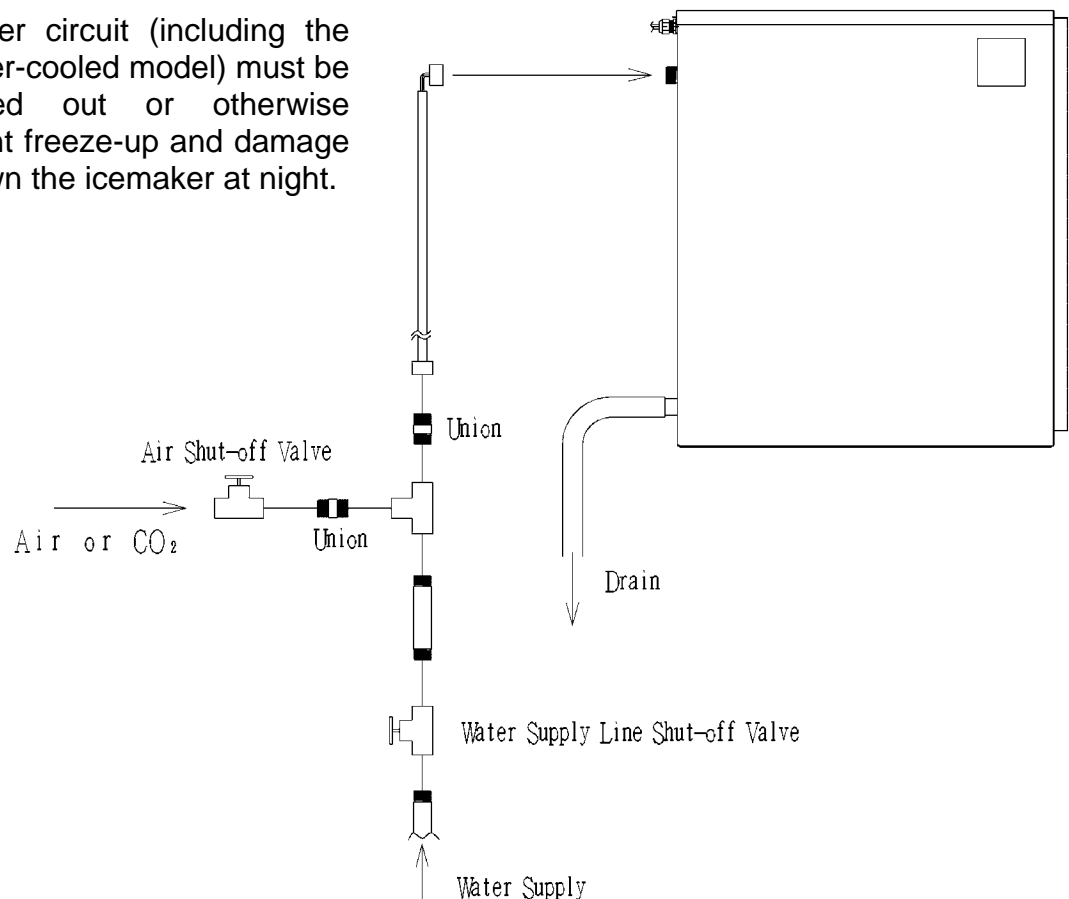 er circuit (including the
er-cooled model) must be
ed out or otherwise
t freeze-up and damage
n the icemaker at night.
Union
Air Shut-off Valve
Air or CO₂
Union
Drain
Water Supply Line Shut-off Valve
Water Supply